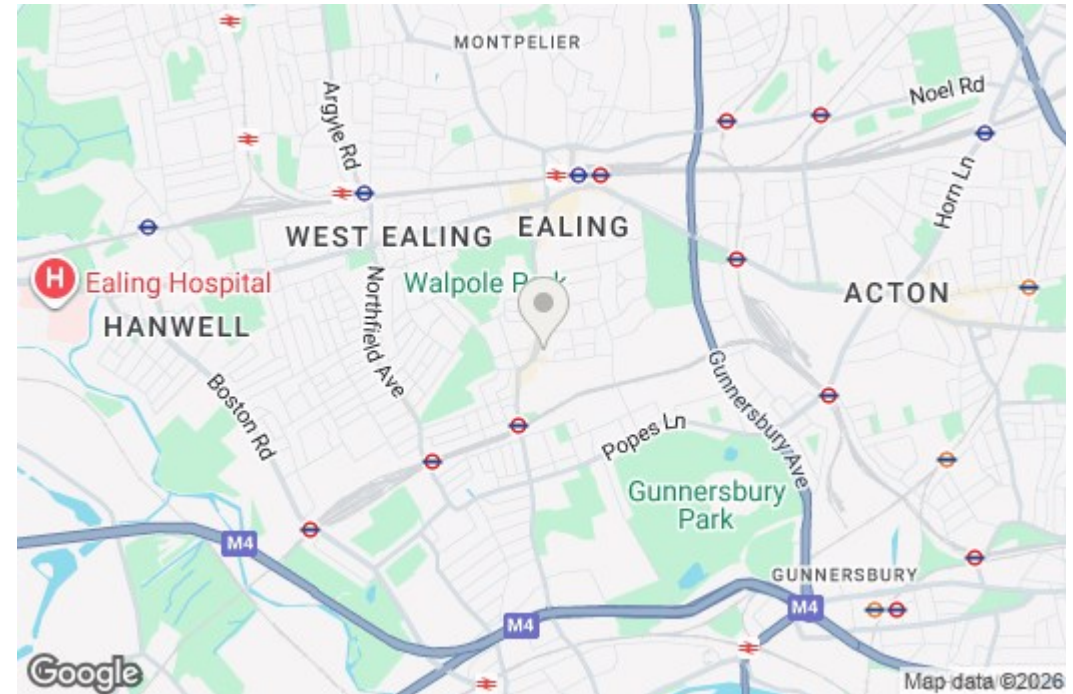 MONTPELIER
Noel Rd
Argyle Rd
Horn Ln
WEST EALING
EALING
Walpole Park
H
Ealing Hospital
ACTON
HANWELL
Northfield Ave
Boston Rd
Gunnersbury Ave
Popes Ln
Gunnersbury
Park
M4
GUNNERSBURY
M4
M4
Google
Map data ©2026